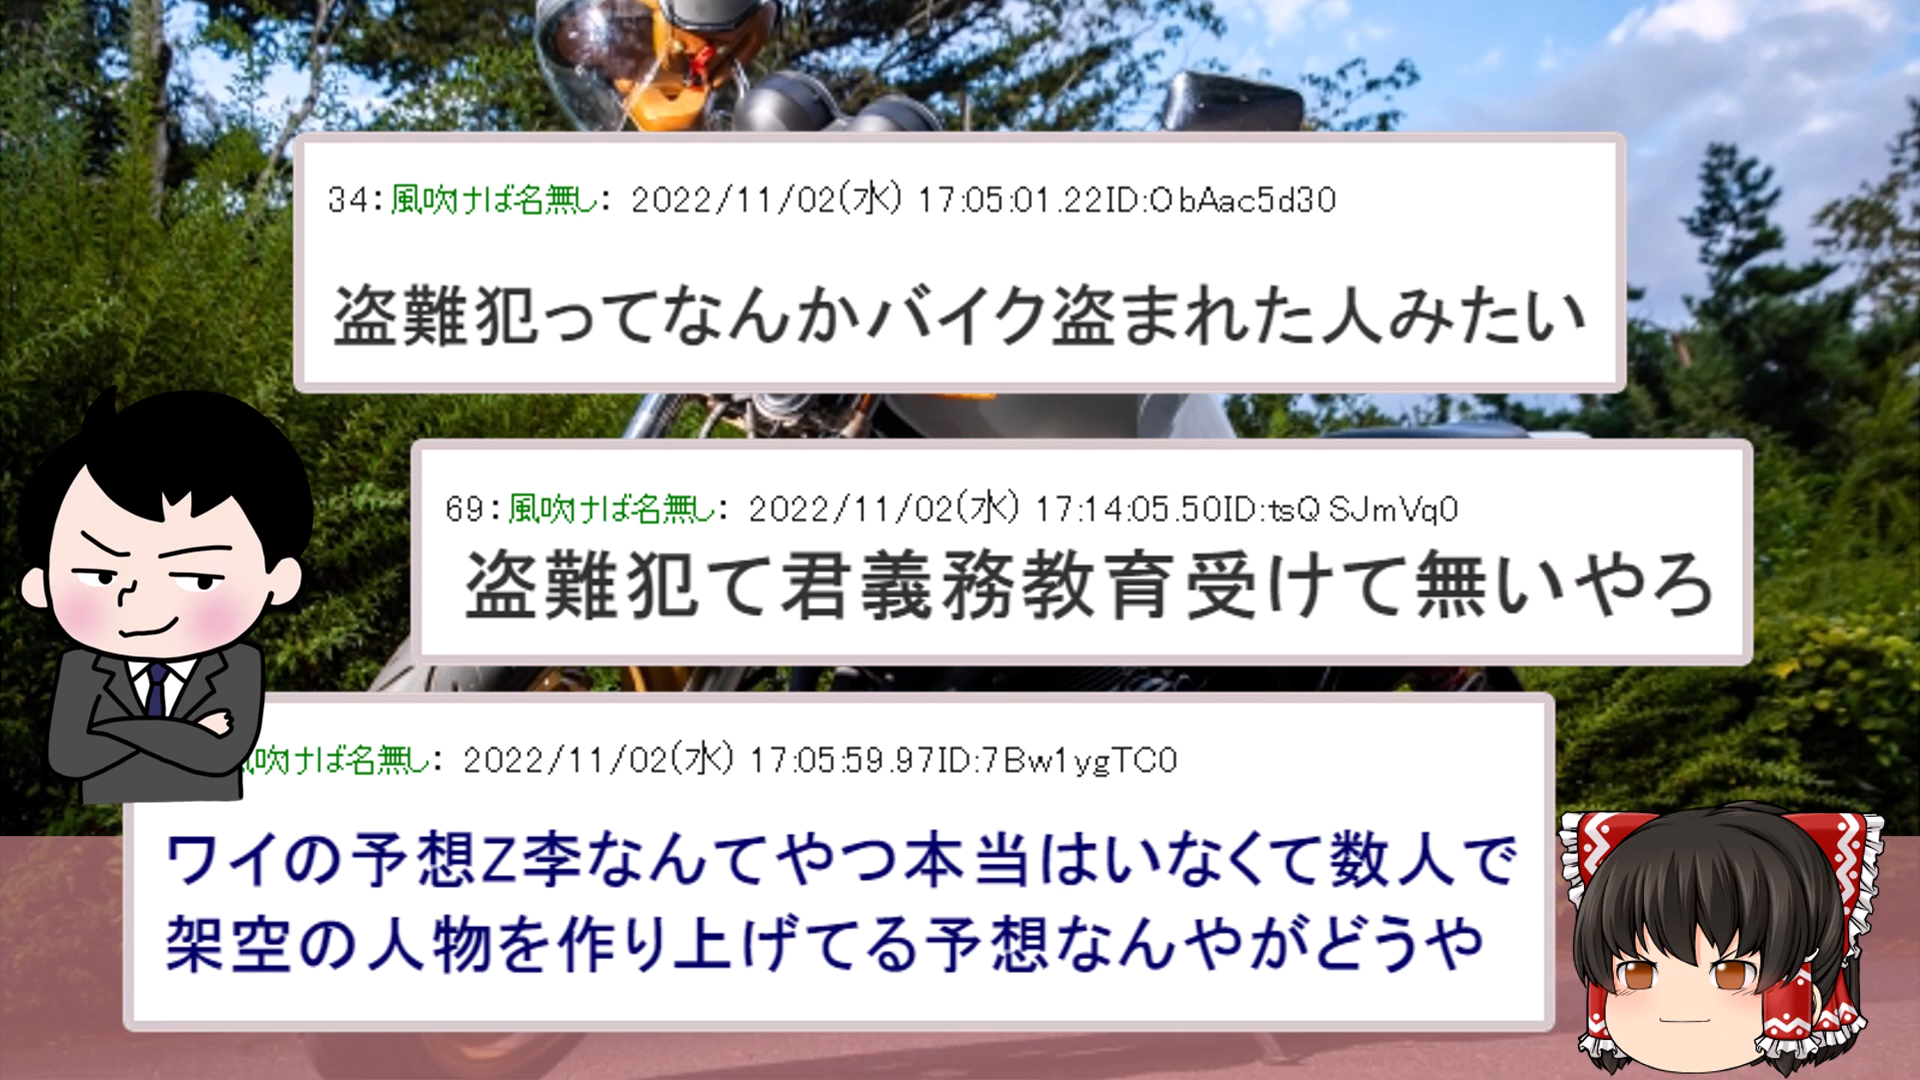 34：風吹けば名無し： 2022/11/02(水) 17:05:01.22ID:ObAac5d30
盗難犯ってなんかバイク盗まれた人みたい
69：風吹けば名無し： 2022/11/02(水) 17:14:05.50ID:tsQSJmVq0
盗難犯て君義務教育受けて無いやろ
吹けば名無し： 2022/11/02(水) 17:05:59.97ID:7Bw1ygTC0
ワイの予想Z李なんてやつ本当はいなくて数人で
架空の人物を作り上げてる予想なんやがどうや